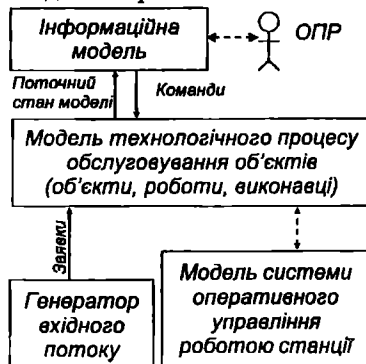 Інформаційна
модель
ОПР
Поточний
стан моделі
Команди
Модель технологічного процесу
обслуговування об'єктів
(об'єкти, роботи, виконавці)
Заявки
Генератор
вхідного
потоку
Модель системи
оперативного
управління
роботою станції